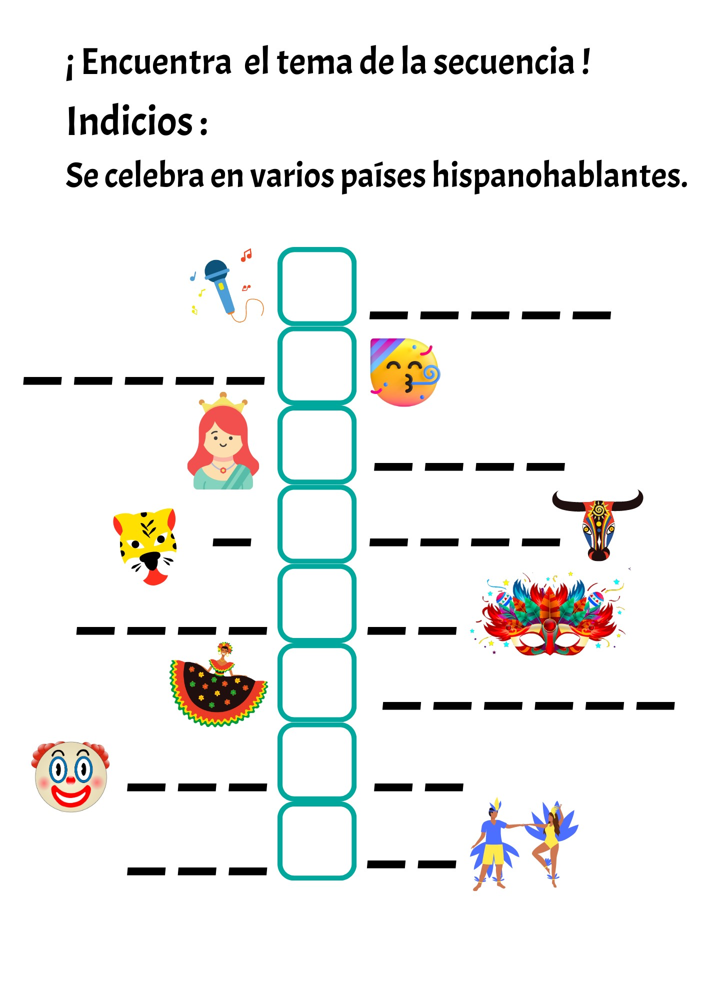 ¡ Encuentra el tema de la secuencia !
Indicios :
Se celebra en varios países hispanohablantes.